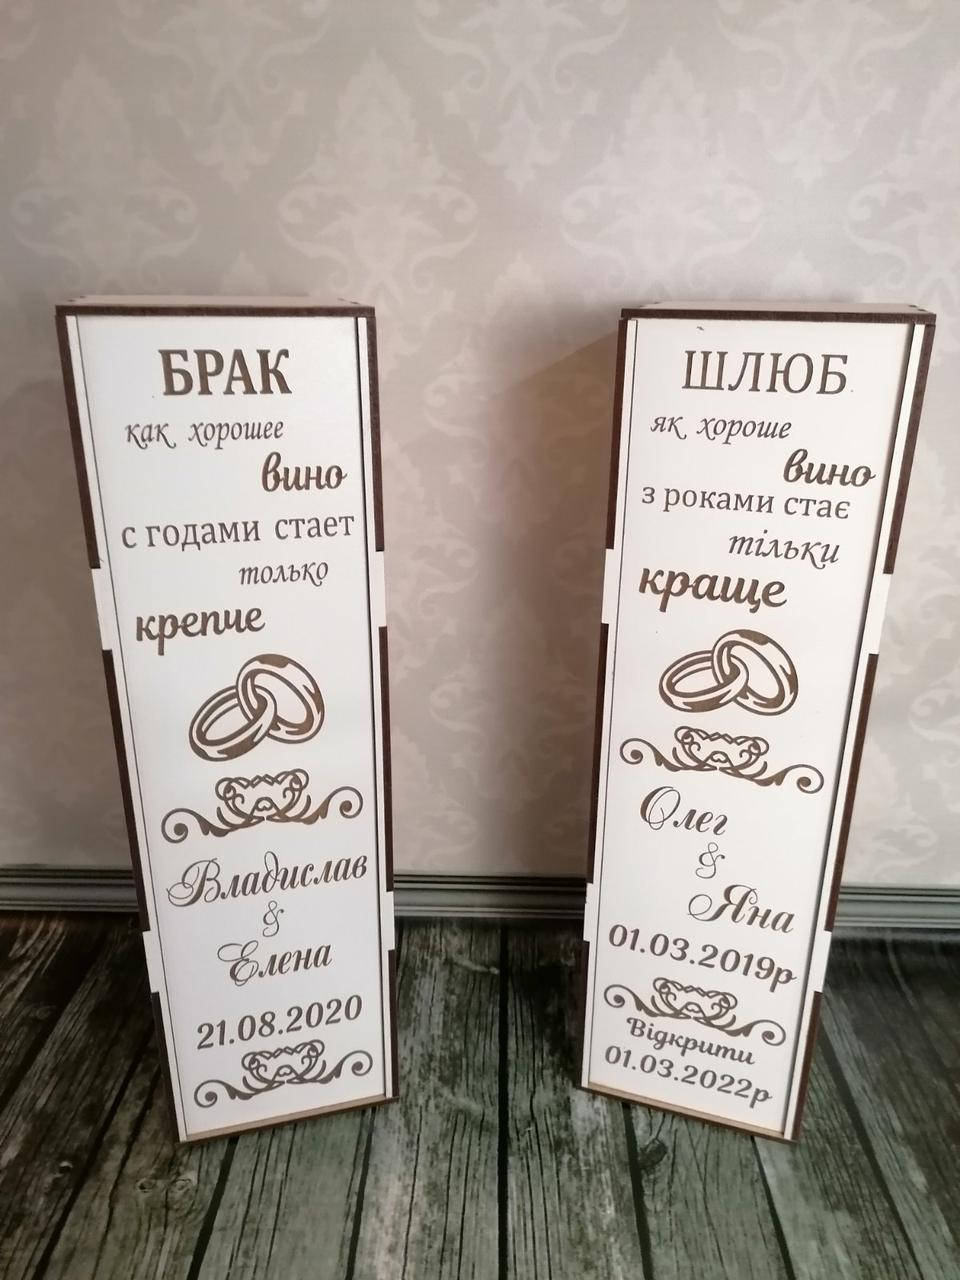 БРАК
как хорошее
вино
с годами стает
только
крепче
Владислав
&
Елена
21.08.2020
ШЛЮБ
як хороше
вино
з роками стає
тільки
краще
Олег
&
Яна
01.03.2019р
Відкрити
01.03.2022р